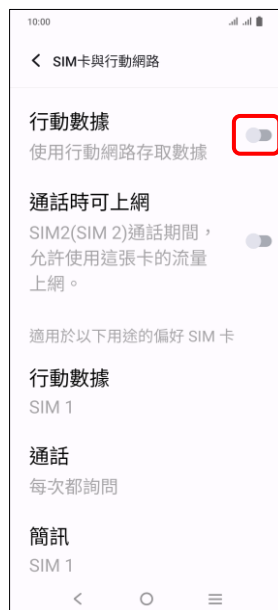 10:00
SIM卡與行動網路
行動數據
使用行動網路存取數據
通話時可上網
SIM2(SIM 2)通話期間，
允許使用這張卡的流量
上網。
適用於以下用途的偏好 SIM 卡
行動數據
SIM 1
通話
每次都詢問
簡訊
SIM 1